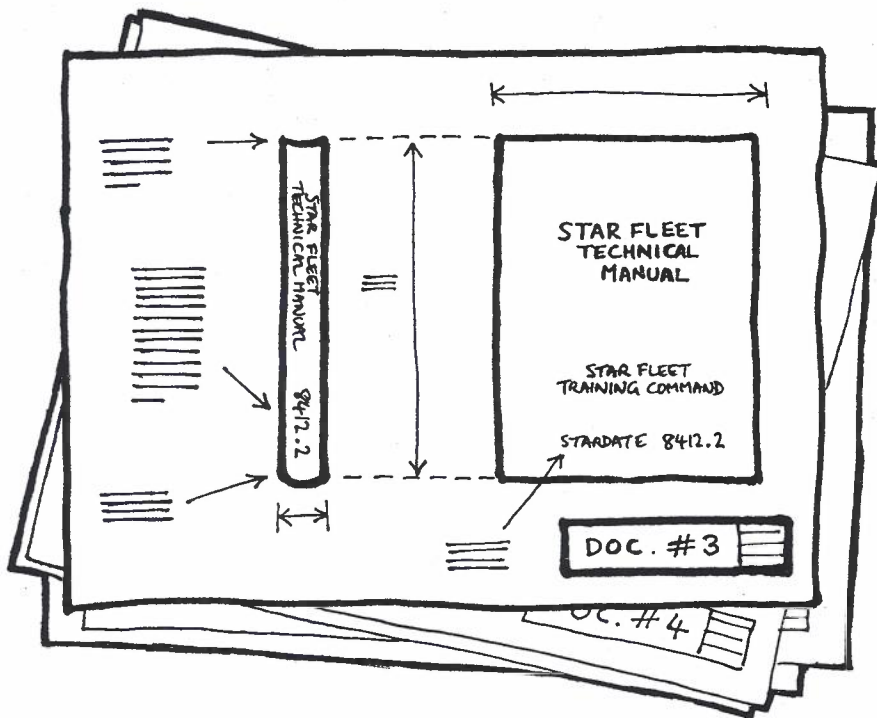 STAR FLEET
TECHNICAL MANUAL
8412.2
STAR FLEET
TECHNICAL
MANUAL
STAR FLEET
TRAINING COMMAND
STARDATE 8412.2
DOC. #3
OC. #4